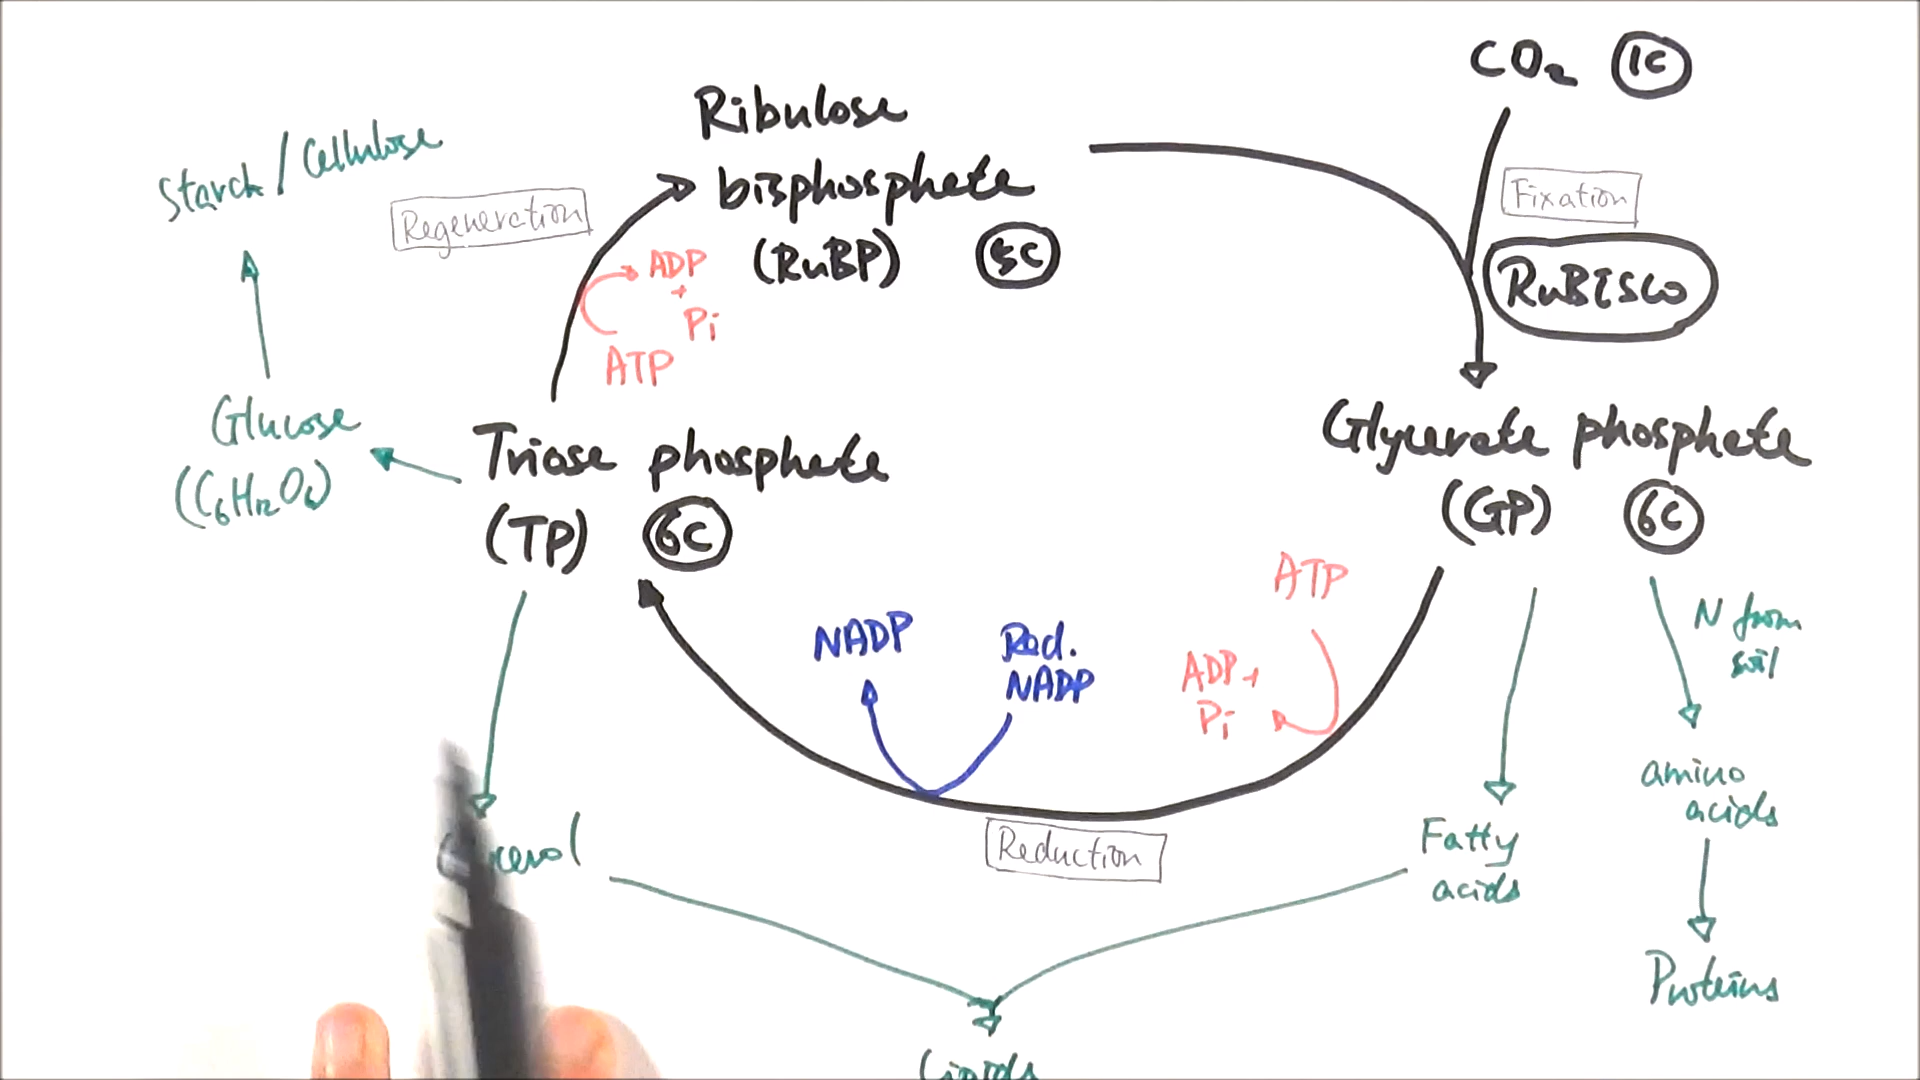 CO₂ 1C
Ribulose
bisphosphate
(RuBP) 5C
Fixation
RuBISCO
Starch / Cellulose
Regeneration
ADP
+
Pi
ATP
Glucose
(C₆H₁₂O₆)
Triose phosphate
(TP) 6C
Glycerate phosphate
(GP) 6C
NADP
Red.
NADP
ATP
ADP +
Pi
N from
soil
Reduction
amino
acids
Fatty
acids
Proteins
Lipids